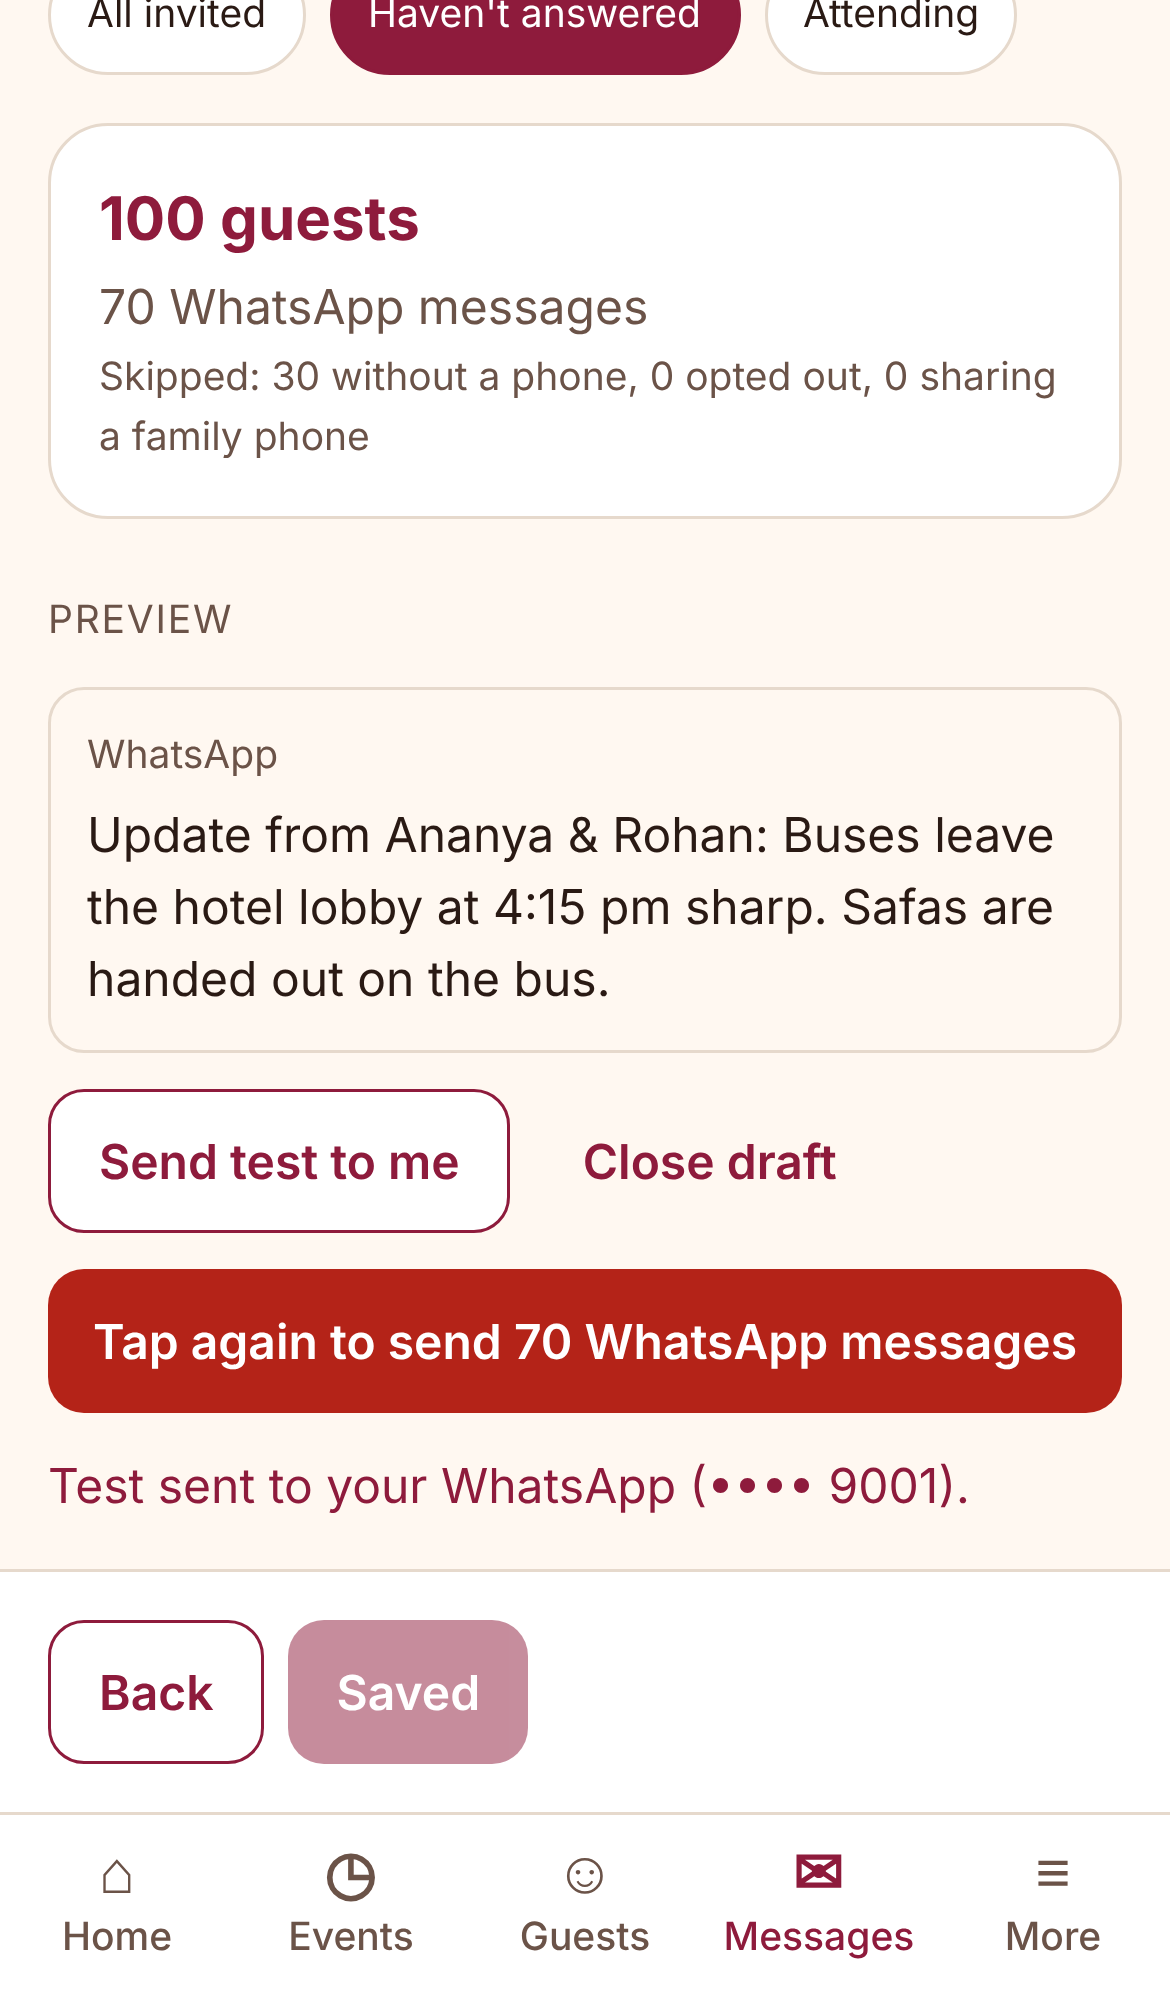 All invited
Haven't answered
Attending
100 guests
70 WhatsApp messages
Skipped: 30 without a phone, 0 opted out, 0 sharing
a family phone
PREVIEW
WhatsApp
Update from Ananya & Rohan: Buses leave
the hotel lobby at 4:15 pm sharp. Safas are
handed out on the bus.
Send test to me
Close draft
Tap again to send 70 WhatsApp messages
Test sent to your WhatsApp (•••• 9001).
Back
Saved
Home
Events
Guests
Messages
More